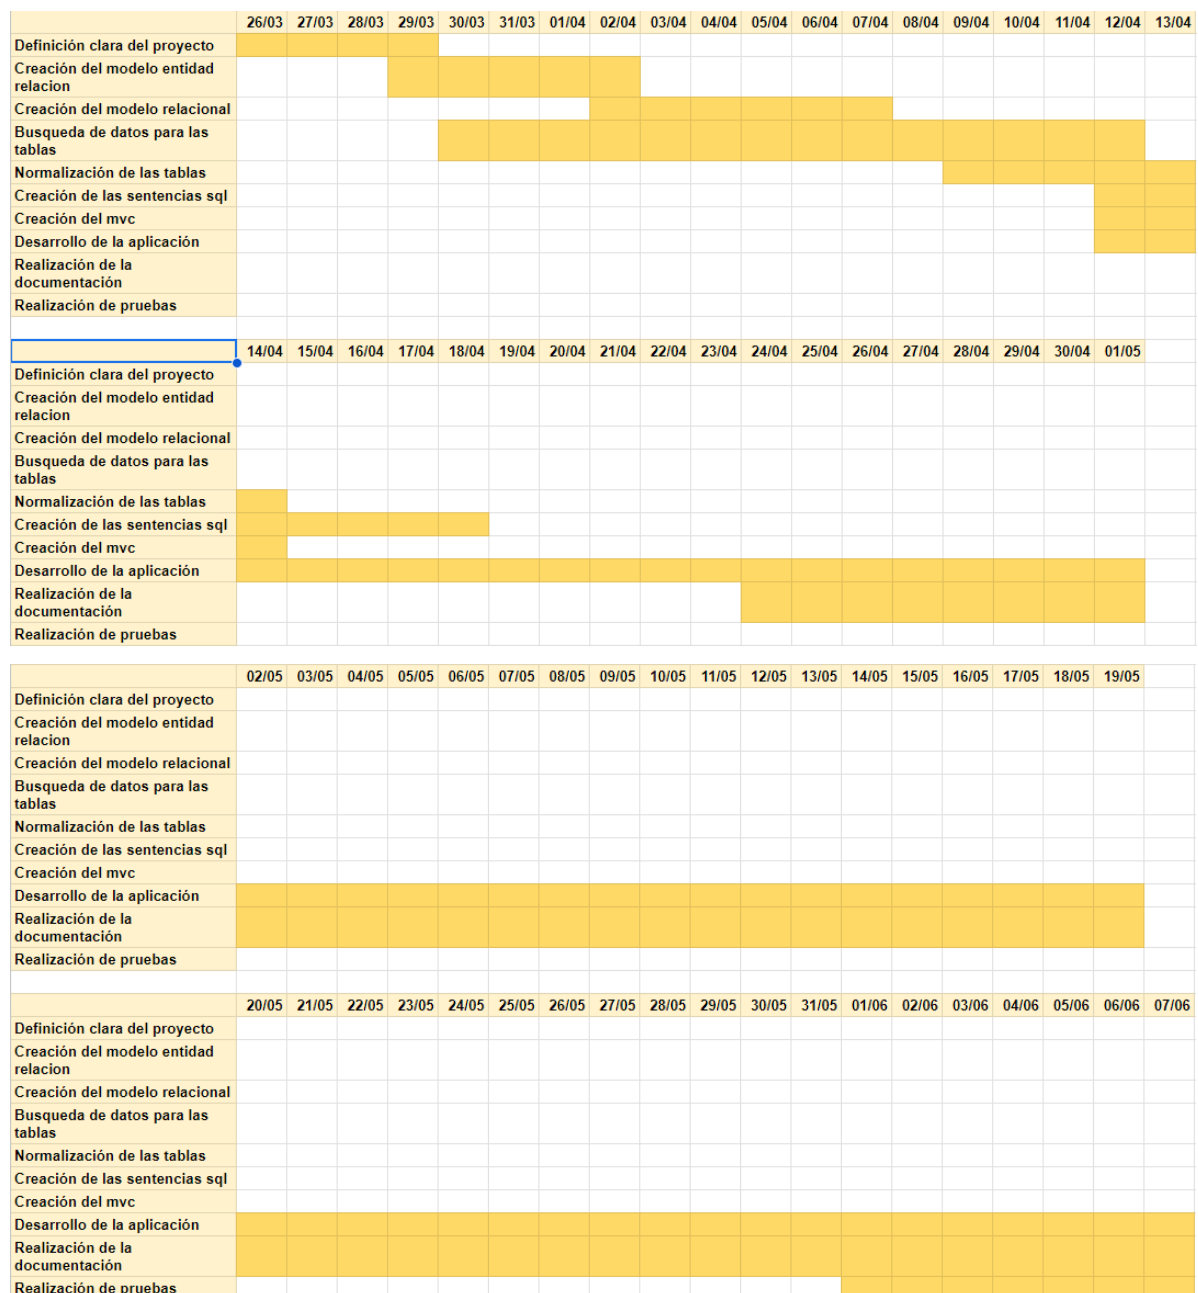 26/03 27/03 28/03 29/03 30/03 31/03 01/04 02/04 03/04 04/04 05/04 06/04 07/04 08/04 09/04 10/04 11/04 12/04 13/04
Definición clara del proyecto
Creación del modelo entidad
relacion
Creación del modelo relacional
Busqueda de datos para las
tablas
Normalización de las tablas
Creación de las sentencias sql
Creación del mvc
Desarrollo de la aplicación
Realización de la
documentación
Realización de pruebas
14/04 15/04 16/04 17/04 18/04 19/04 20/04 21/04 22/04 23/04 24/04 25/04 26/04 27/04 28/04 29/04 30/04 01/05
Definición clara del proyecto
Creación del modelo entidad
relacion
Creación del modelo relacional
Busqueda de datos para las
tablas
Normalización de las tablas
Creación de las sentencias sql
Creación del mvc
Desarrollo de la aplicación
Realización de la
documentación
Realización de pruebas
02/05 03/05 04/05 05/05 06/05 07/05 08/05 09/05 10/05 11/05 12/05 13/05 14/05 15/05 16/05 17/05 18/05 19/05
Definición clara del proyecto
Creación del modelo entidad
relacion
Creación del modelo relacional
Busqueda de datos para las
tablas
Normalización de las tablas
Creación de las sentencias sql
Creación del mvc
Desarrollo de la aplicación
Realización de la
documentación
Realización de pruebas
20/05 21/05 22/05 23/05 24/05 25/05 26/05 27/05 28/05 29/05 30/05 31/05 01/06 02/06 03/06 04/06 05/06 06/06 07/06
Definición clara del proyecto
Creación del modelo entidad
relacion
Creación del modelo relacional
Busqueda de datos para las
tablas
Normalización de las tablas
Creación de las sentencias sql
Creación del mvc
Desarrollo de la aplicación
Realización de la
documentación
Realización de pruebas